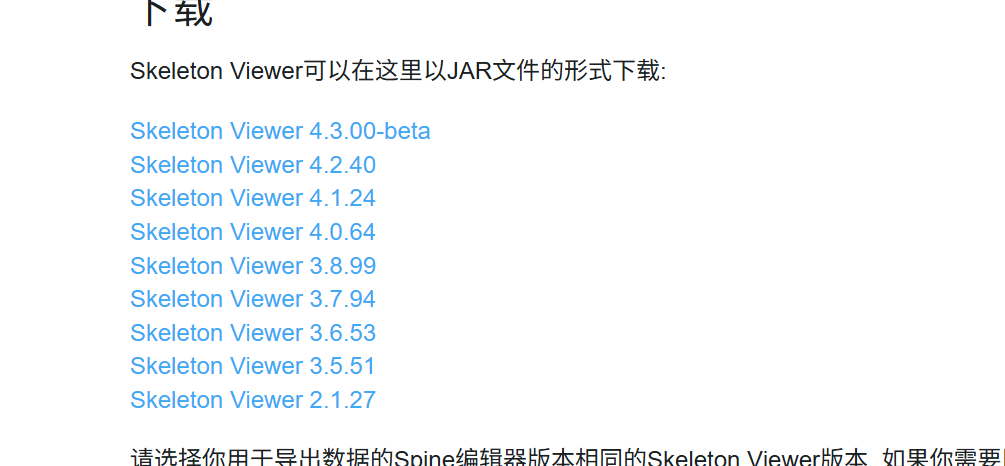 下载
Skeleton Viewer可以在这里以JAR文件的形式下载:
Skeleton Viewer 4.3.00-beta
Skeleton Viewer 4.2.40
Skeleton Viewer 4.1.24
Skeleton Viewer 4.0.64
Skeleton Viewer 3.8.99
Skeleton Viewer 3.7.94
Skeleton Viewer 3.6.53
Skeleton Viewer 3.5.51
Skeleton Viewer 2.1.27
请选择你用于导出数据的Spine编辑器版本相同的Skeleton Viewer版本, 如果你需要